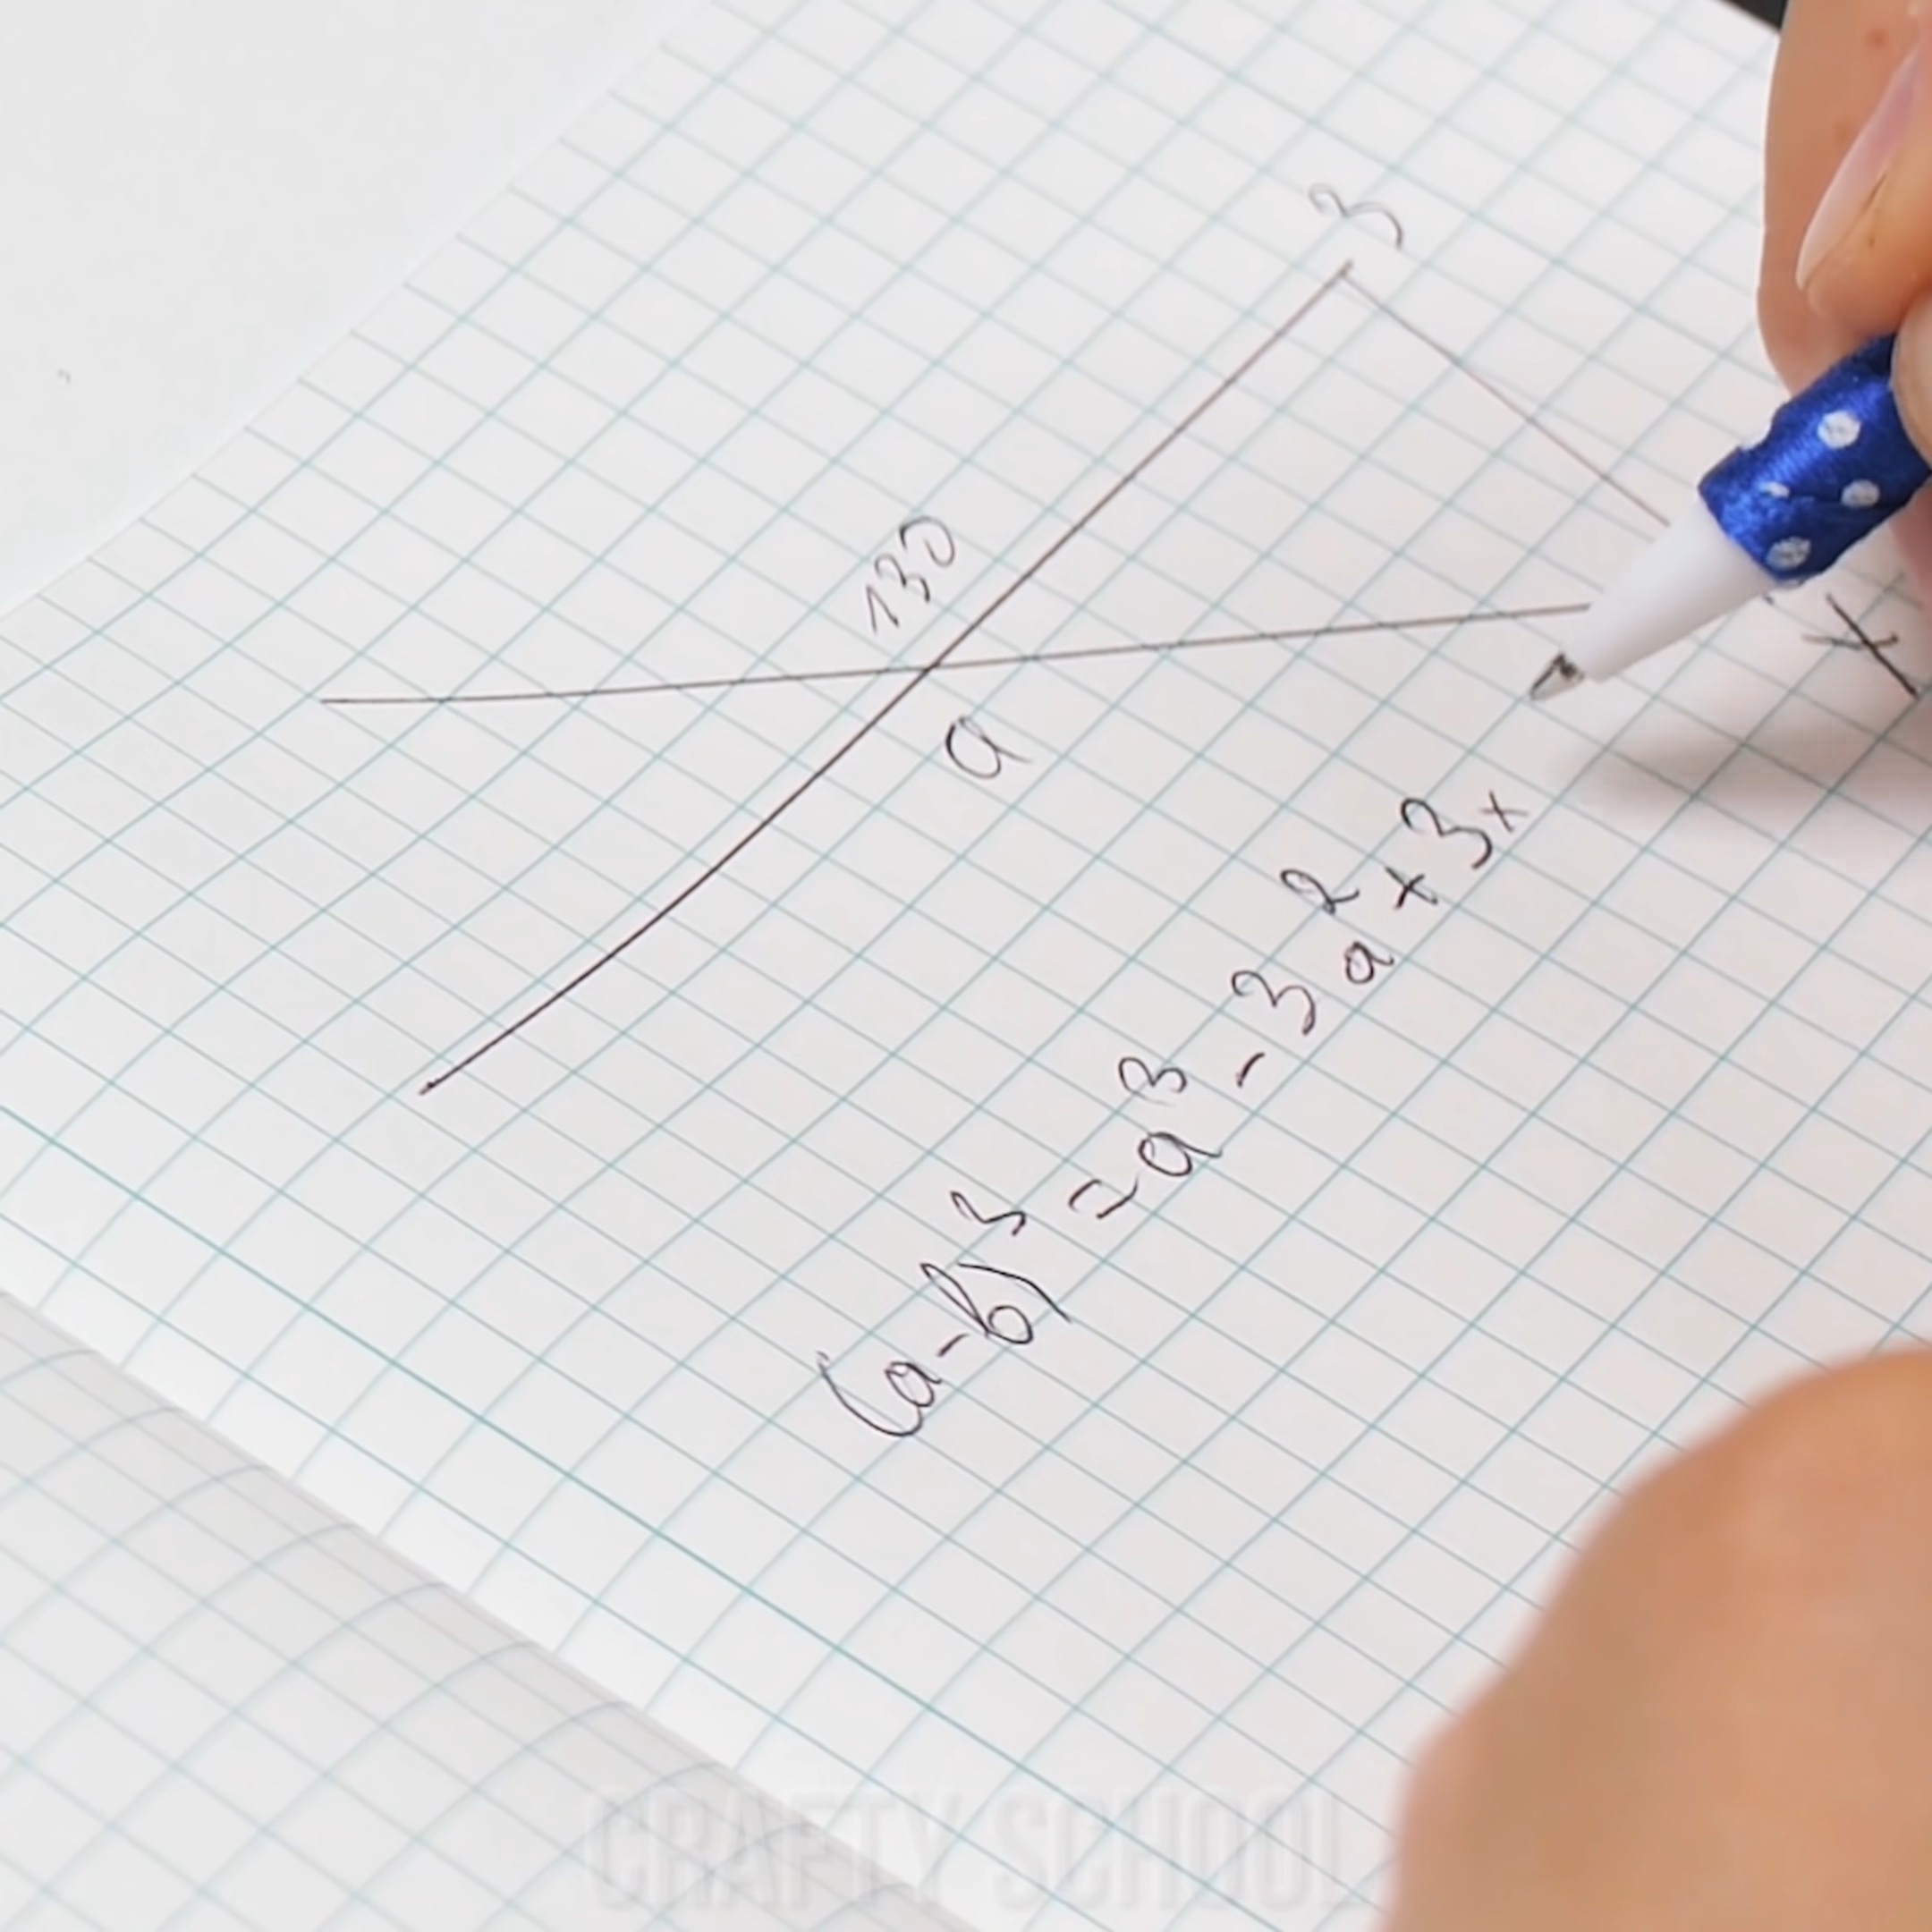 3
130
x
a
(a-b)³ = a³ - 3a² + 3x
CRAFTY SCHOOL